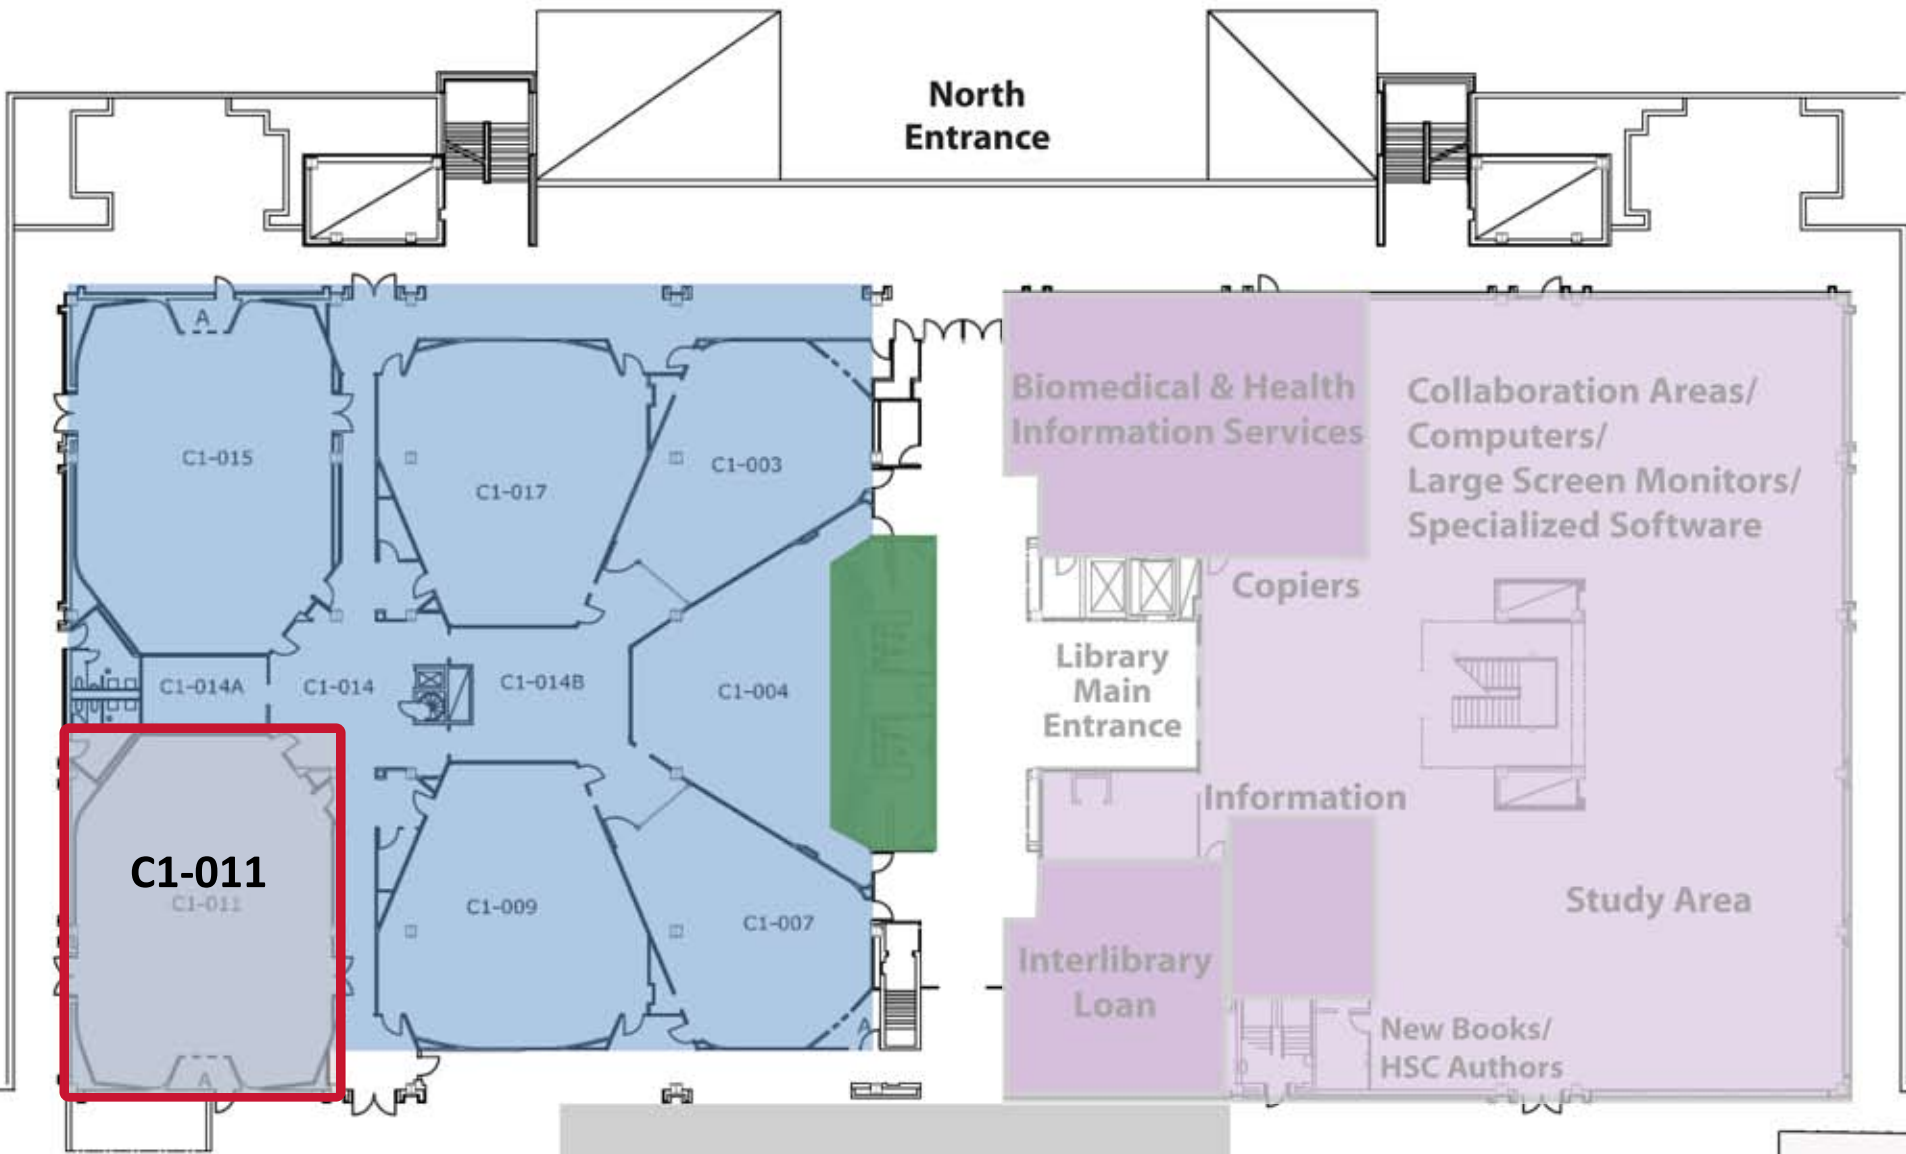 North
Entrance
A
C1-015
C1-017
C1-003
Biomedical & Health
Information Services
Collaboration Areas/
Computers/
Large Screen Monitors/
Specialized Software
Copiers
C1-014A
C1-014
C1-014B
C1-004
Library
Main
Entrance
Information
C1-011
C1-011
C1-009
C1-007
Study Area
Interlibrary
Loan
A
A
New Books/
HSC Authors